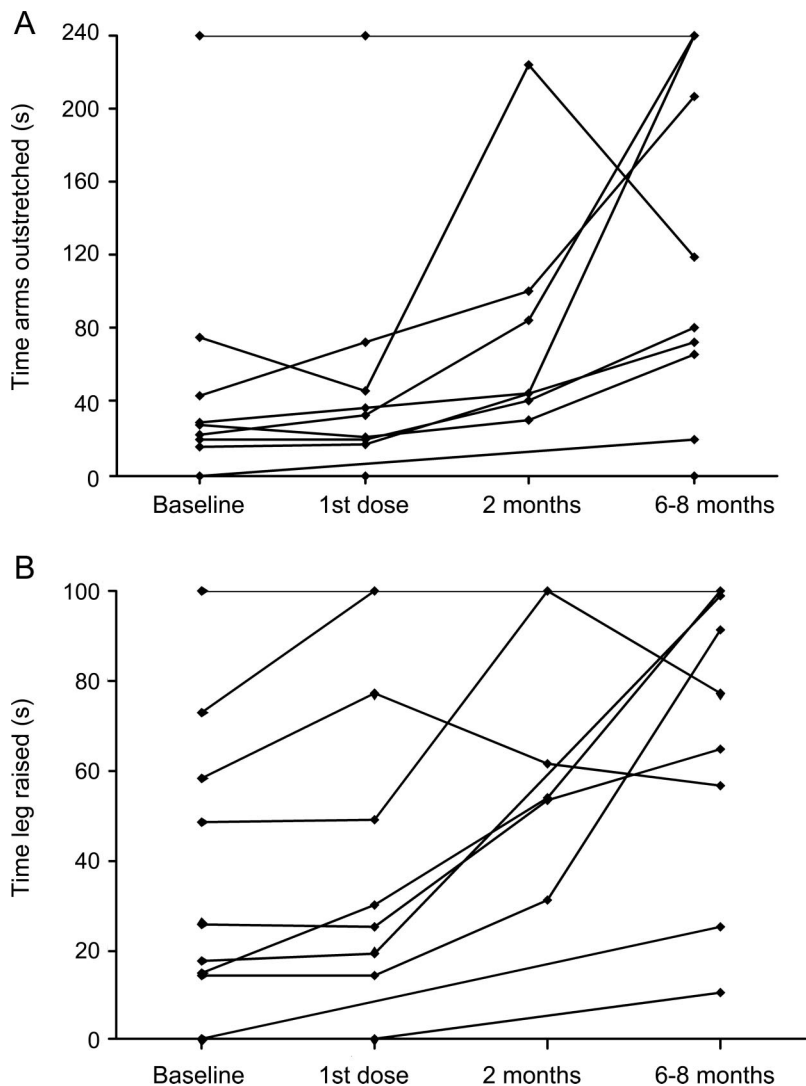 A
Time arms outstretched (s)
240
200
160
120
80
40
0
Baseline 1st dose 2 months 6-8 months
B
Time leg raised (s)
100
80
60
40
20
0
Baseline 1st dose 2 months 6-8 months